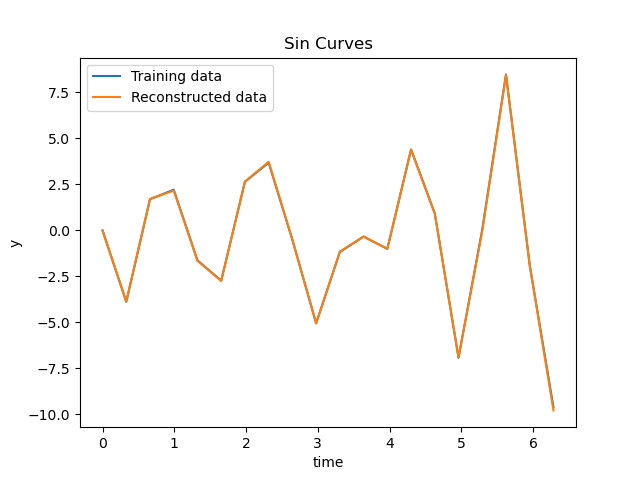 Sin Curves
Training data
Reconstructed data
7.5
5.0
2.5
0.0
−2.5
−5.0
−7.5
−10.0
y
0 1 2 3 4 5 6
time